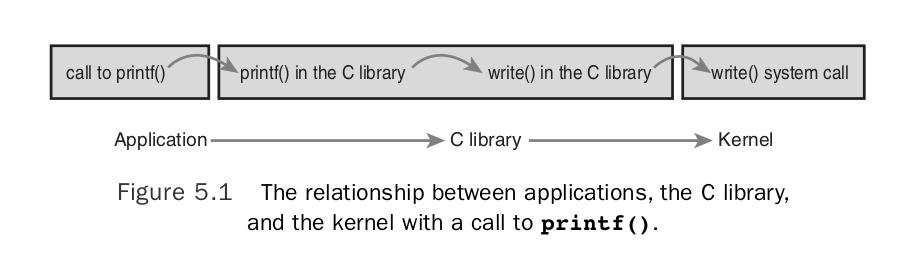 call to printf() printf() in the C library write() in the C library write() system call
Application C library Kernel
Figure 5.1 The relationship between applications, the C library,
and the kernel with a call to printf().